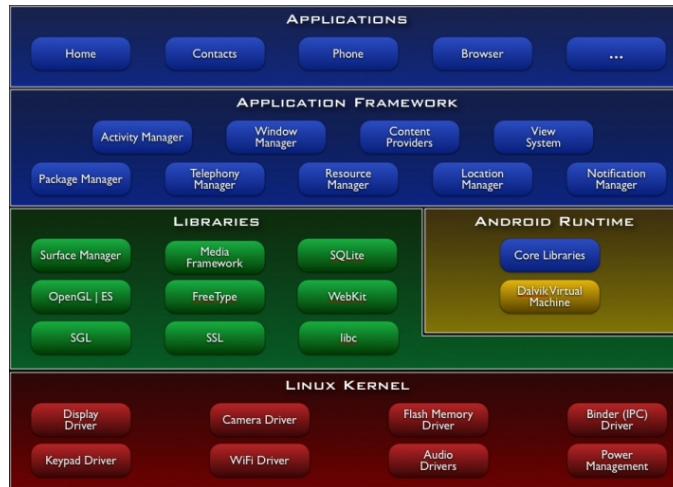 APPLICATIONS
Home
Contacts
Phone
Browser
...
APPLICATION FRAMEWORK
Activity Manager
Window
Manager
Content
Providers
View
System
Package Manager
Telephony
Manager
Resource
Manager
Location
Manager
Notification
Manager
LIBRARIES
Surface Manager
Media
Framework
SQLite
OpenGL | ES
FreeType
WebKit
SGL
SSL
libc
ANDROID RUNTIME
Core Libraries
Dalvik Virtual
Machine
LINUX KERNEL
Display
Driver
Camera Driver
Flash Memory
Driver
Binder (IPC)
Driver
Keypad Driver
WiFi Driver
Audio
Drivers
Power
Management